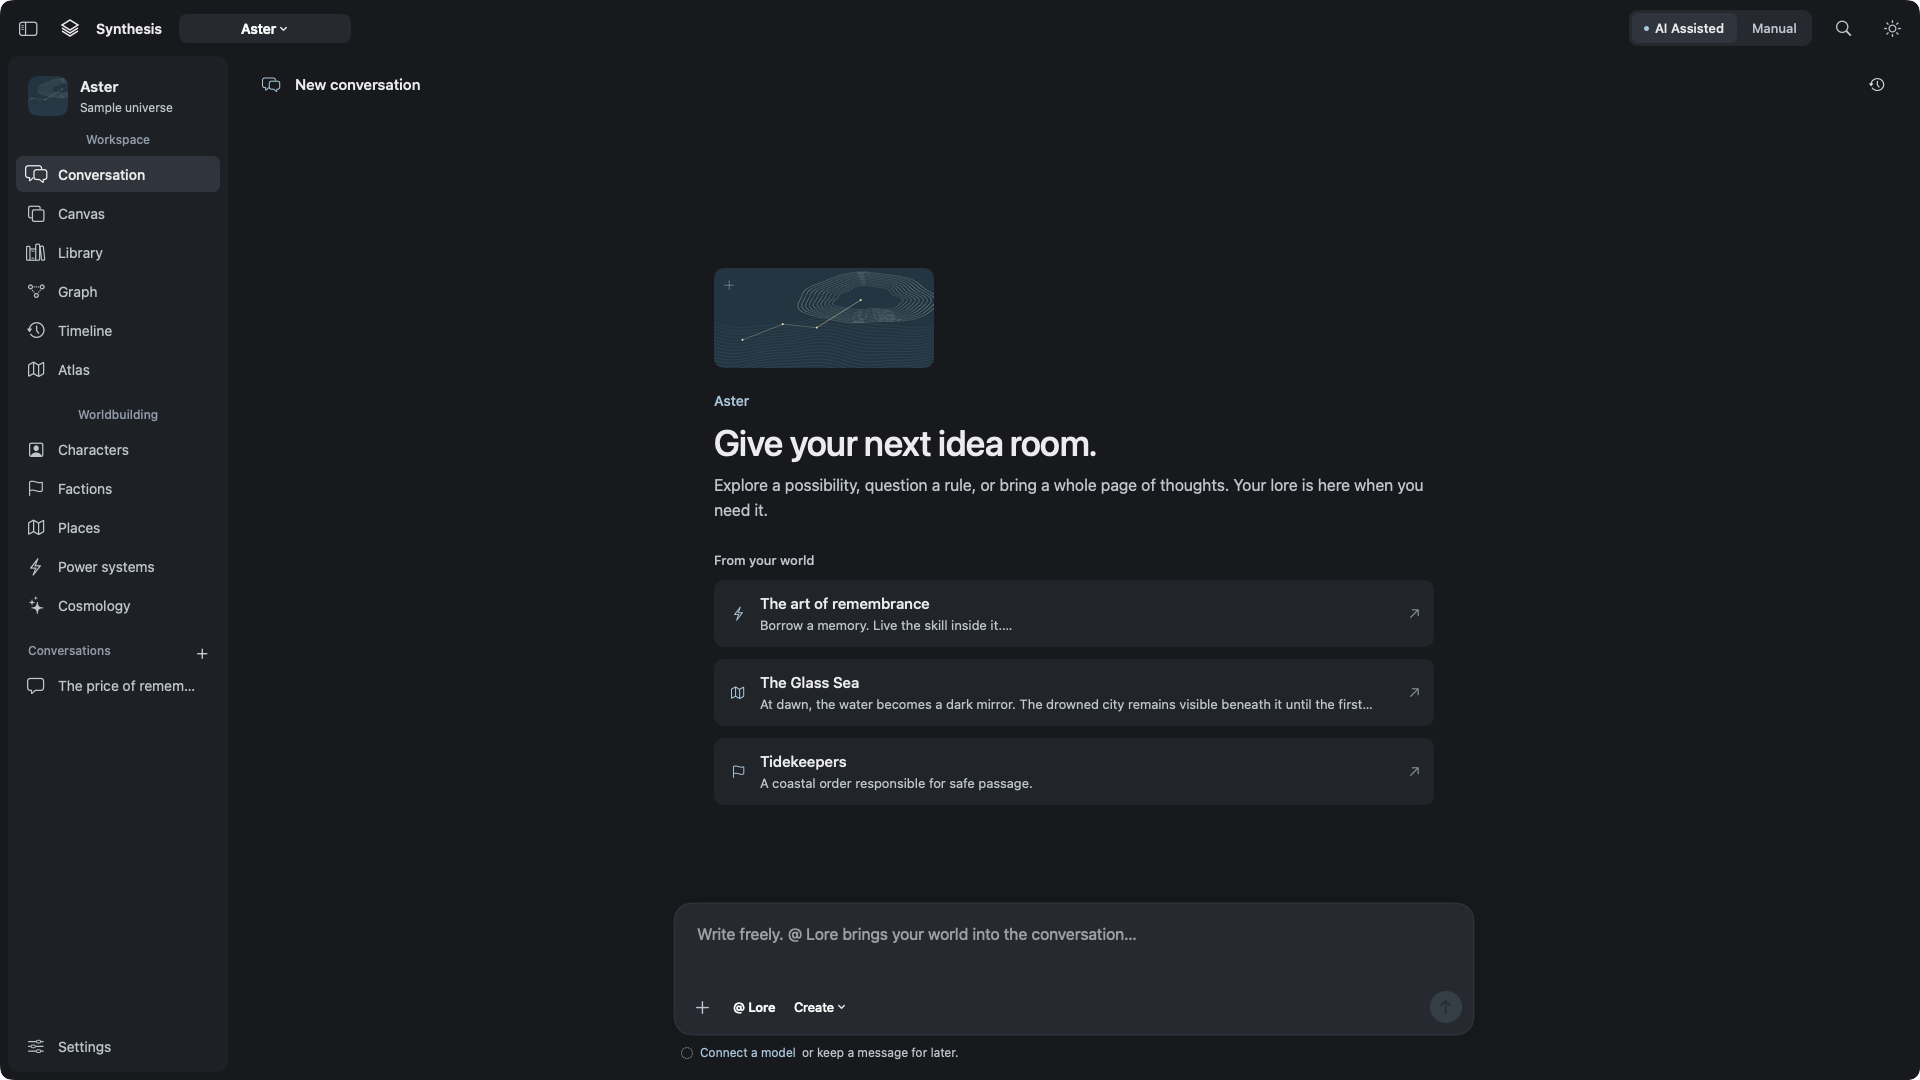 Synthesis
Aster
AI Assisted
Manual
Aster
Sample universe
Workspace
Conversation
Canvas
Library
Graph
Timeline
Atlas
Worldbuilding
Characters
Factions
Places
Power systems
Cosmology
Conversations
The price of remem...
Settings
New conversation
Aster
Give your next idea room.
Explore a possibility, question a rule, or bring a whole page of thoughts. Your lore is here when you
need it.
From your world
The art of remembrance
Borrow a memory. Live the skill inside it....
The Glass Sea
At dawn, the water becomes a dark mirror. The drowned city remains visible beneath it until the first...
Tidekeepers
A coastal order responsible for safe passage.
Write freely. @ Lore brings your world into the conversation...
@ Lore
Create
Connect a model or keep a message for later.